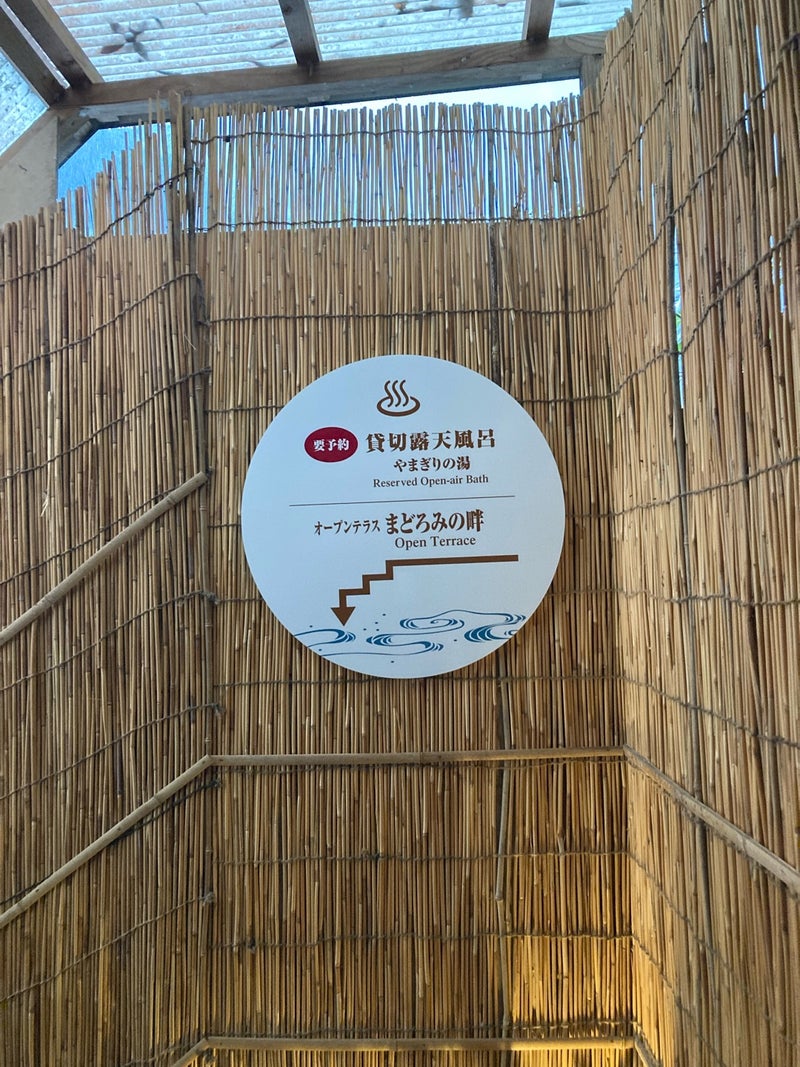 要予約 貸切露天風呂
やまぎりの湯
Reserved Open-air Bath
オープンテラス まどろみの畔
Open Terrace